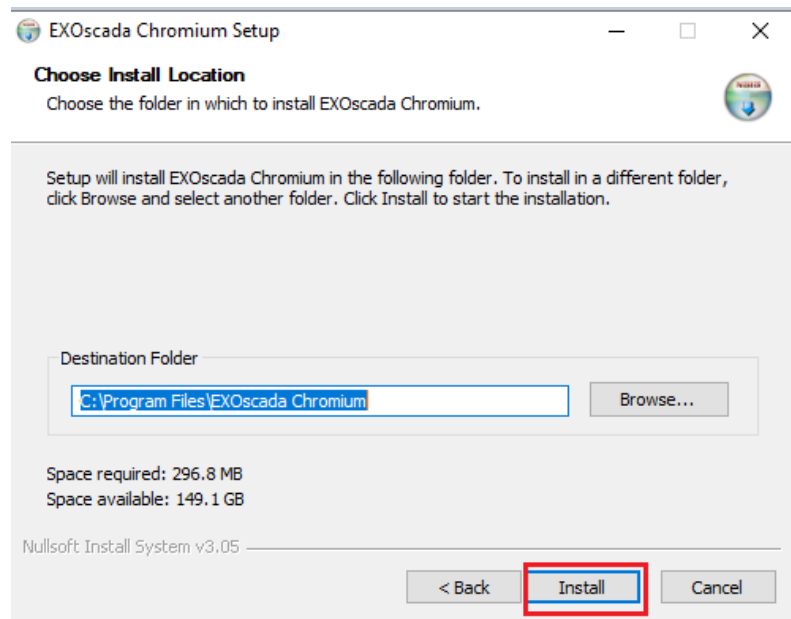 EXOscada Chromium Setup
Choose Install Location
Choose the folder in which to install EXOscada Chromium.
Setup will install EXOscada Chromium in the following folder. To install in a different folder,
click Browse and select another folder. Click Install to start the installation.
Destination Folder
C:\Program Files\EXOscada Chromium
Browse...
Space required: 296.8 MB
Space available: 149.1 GB
Nullsoft Install System v3.05
< Back Install Cancel